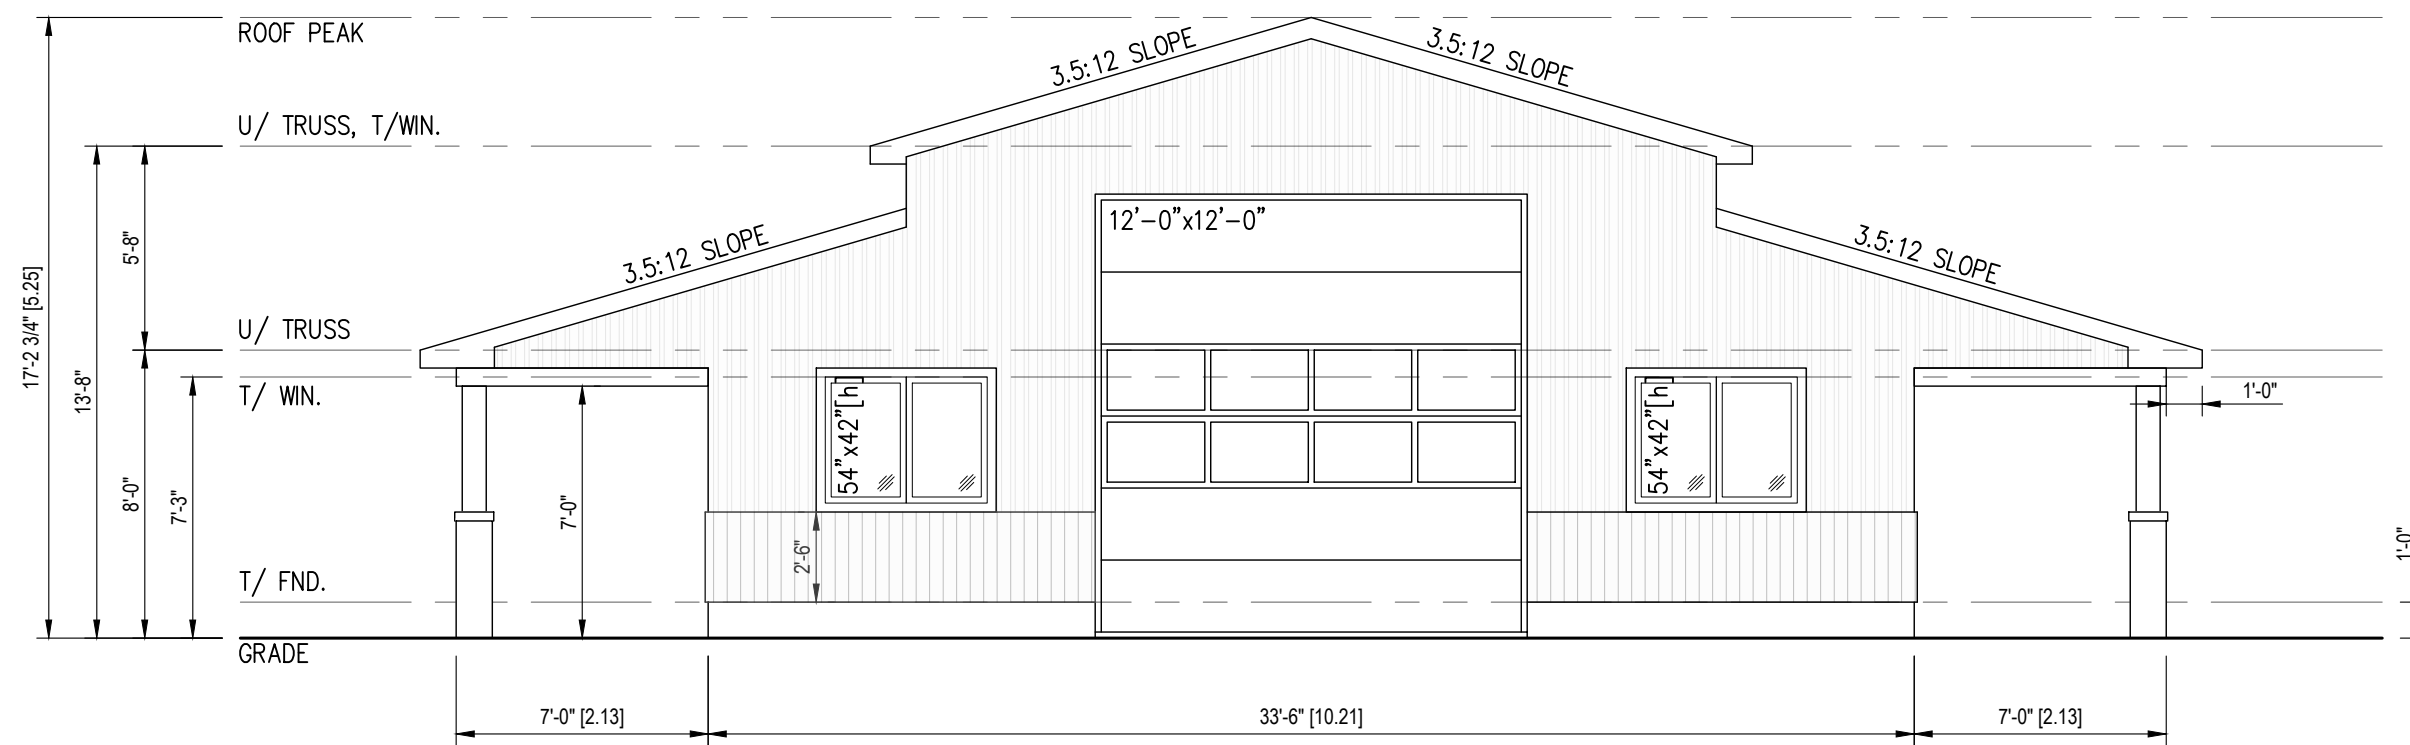 ROOF PEAK
3.5:12 SLOPE
3.5:12 SLOPE
U/ TRUSS, T/WIN.
12'-0"x12'-0"
5'-8"
3.5:12 SLOPE
3.5:12 SLOPE
17'-2 3/4" [5.25]
U/ TRUSS
13'-8"
T/ WIN.
1'-0"
8'-0"
7'-3"
7'-0"
54"x42"[h]
54"x42"[h]
2'-6"
1'-0"
T/ FND.
GRADE
7'-0" [2.13]
33'-6" [10.21]
7'-0" [2.13]